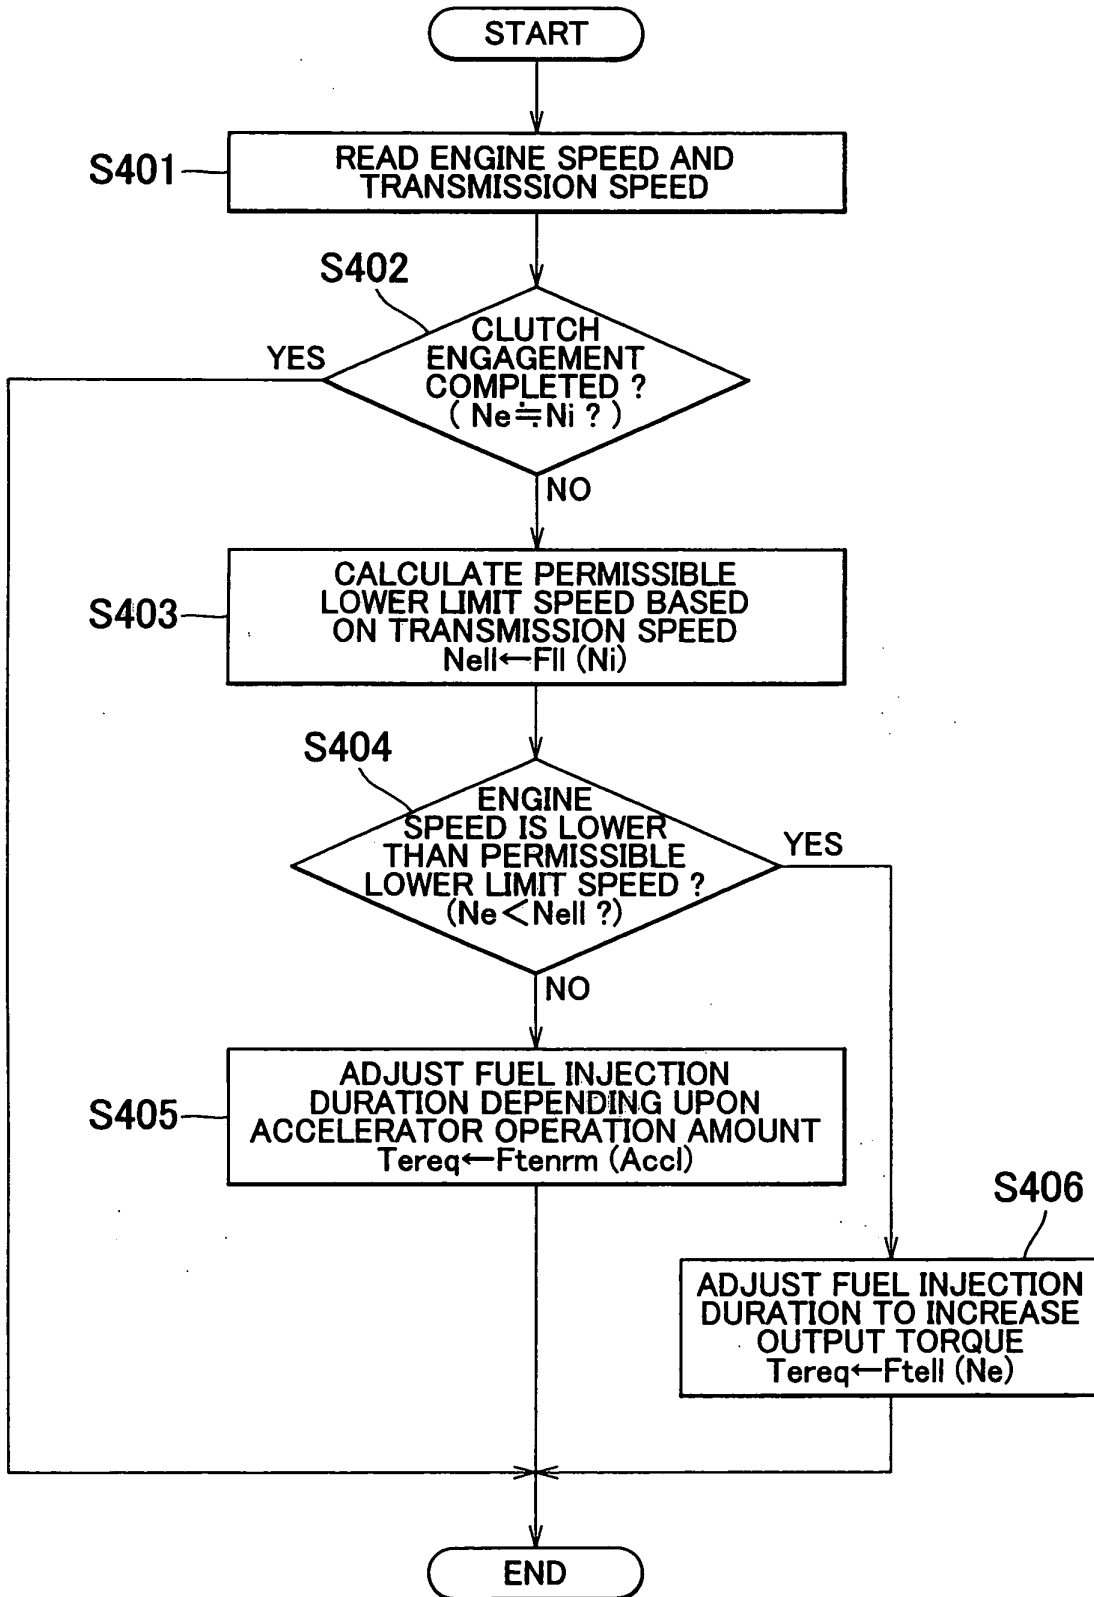 START
S401
READ ENGINE SPEED AND
TRANSMISSION SPEED
S402
CLUTCH
ENGAGEMENT
COMPLETED ?
( Ne≒Ni ? )
YES
NO
S403
CALCULATE PERMISSIBLE
LOWER LIMIT SPEED BASED
ON TRANSMISSION SPEED
Nell←Fll (Ni)
S404
ENGINE
SPEED IS LOWER
THAN PERMISSIBLE
LOWER LIMIT SPEED ?
(Ne<Nell ?)
YES
NO
S405
ADJUST FUEL INJECTION
DURATION DEPENDING UPON
ACCELERATOR OPERATION AMOUNT
Tereq←Ftenrm (Accl)
S406
ADJUST FUEL INJECTION
DURATION TO INCREASE
OUTPUT TORQUE
Tereq←Ftell (Ne)
END